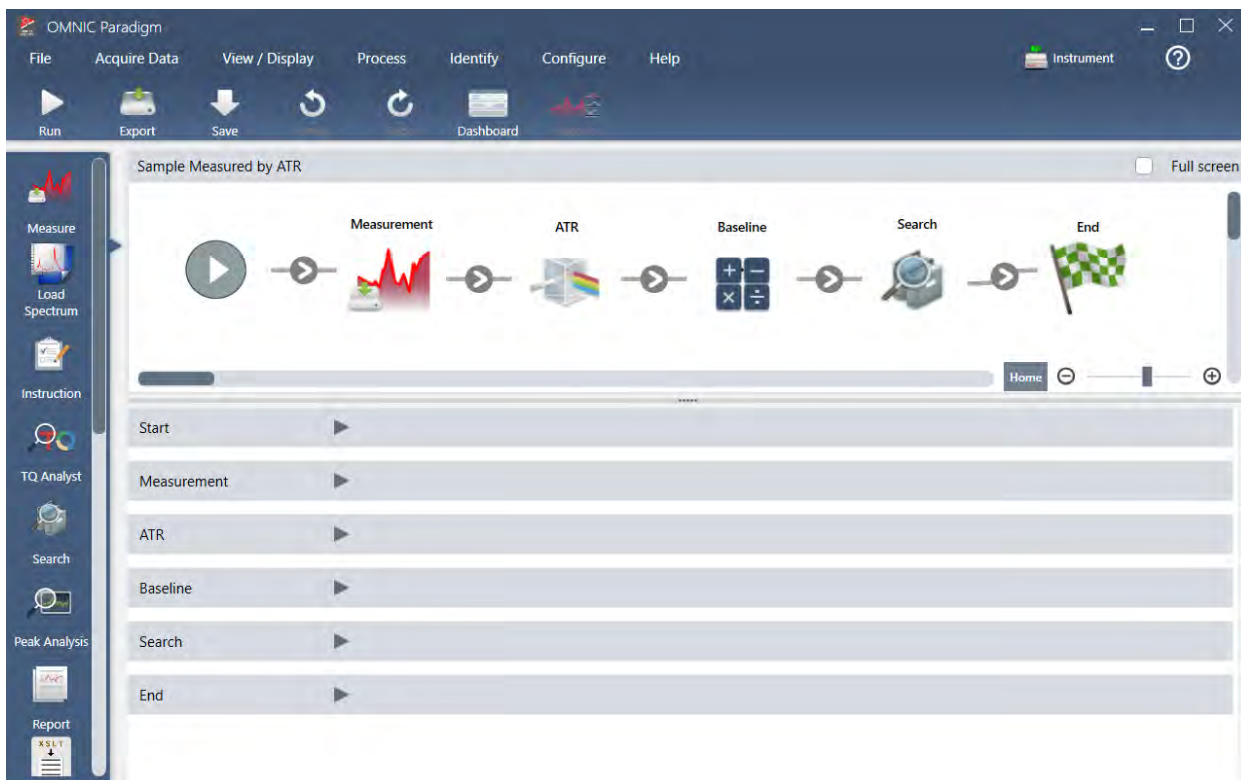 OMNIC Paradigm
File Acquire Data View / Display Process Identify Configure Help Instrument ?
Run Export Save Dashboard
Sample Measured by ATR Full screen
Measure
Load
Spectrum
Instruction
TQ Analyst
Search
Peak Analysis
Report
XSLT
Measurement ATR Baseline Search End
Home
Start
Measurement
ATR
Baseline
Search
End